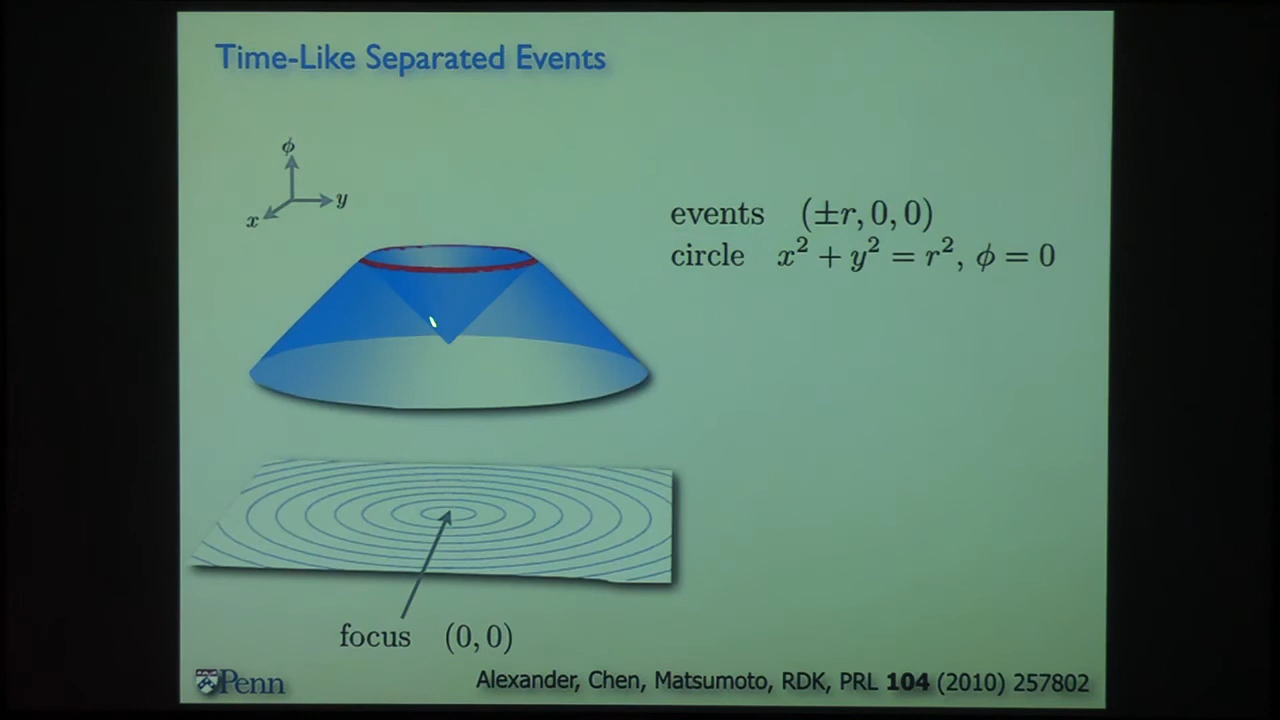 Time-Like Separated Events
ϕ
y
x
events (±r, 0, 0)
circle x² + y² = r², ϕ = 0
focus (0, 0)
Penn
Alexander, Chen, Matsumoto, RDK, PRL 104 (2010) 257802